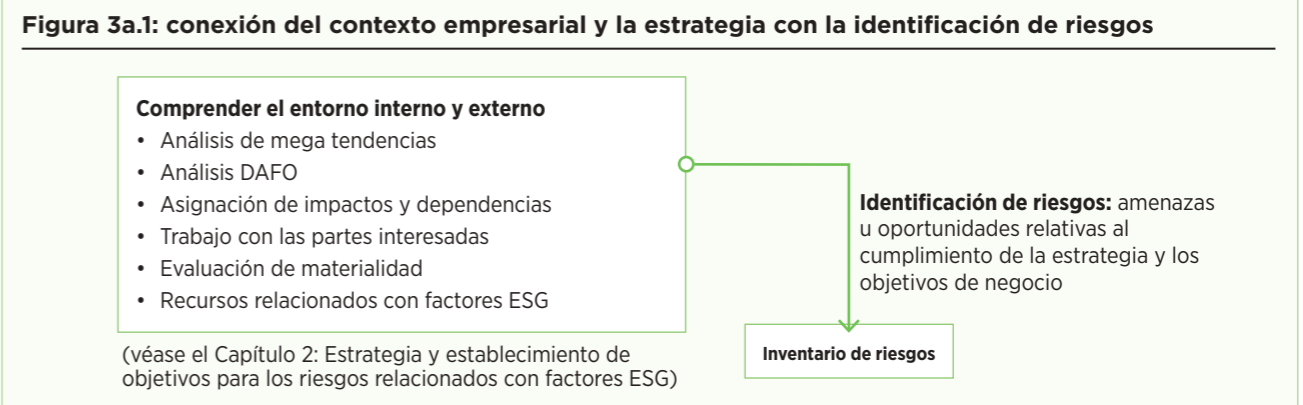 Figura 3a.1: conexión del contexto empresarial y la estrategia con la identificación de riesgos
Comprender el entorno interno y externo
• Análisis de mega tendencias
• Análisis DAFO
• Asignación de impactos y dependencias
• Trabajo con las partes interesadas
• Evaluación de materialidad
• Recursos relacionados con factores ESG
(véase el Capítulo 2: Estrategia y establecimiento de
objetivos para los riesgos relacionados con factores ESG)
Identificación de riesgos: amenazas
u oportunidades relativas al
cumplimiento de la estrategia y los
objetivos de negocio
Inventario de riesgos